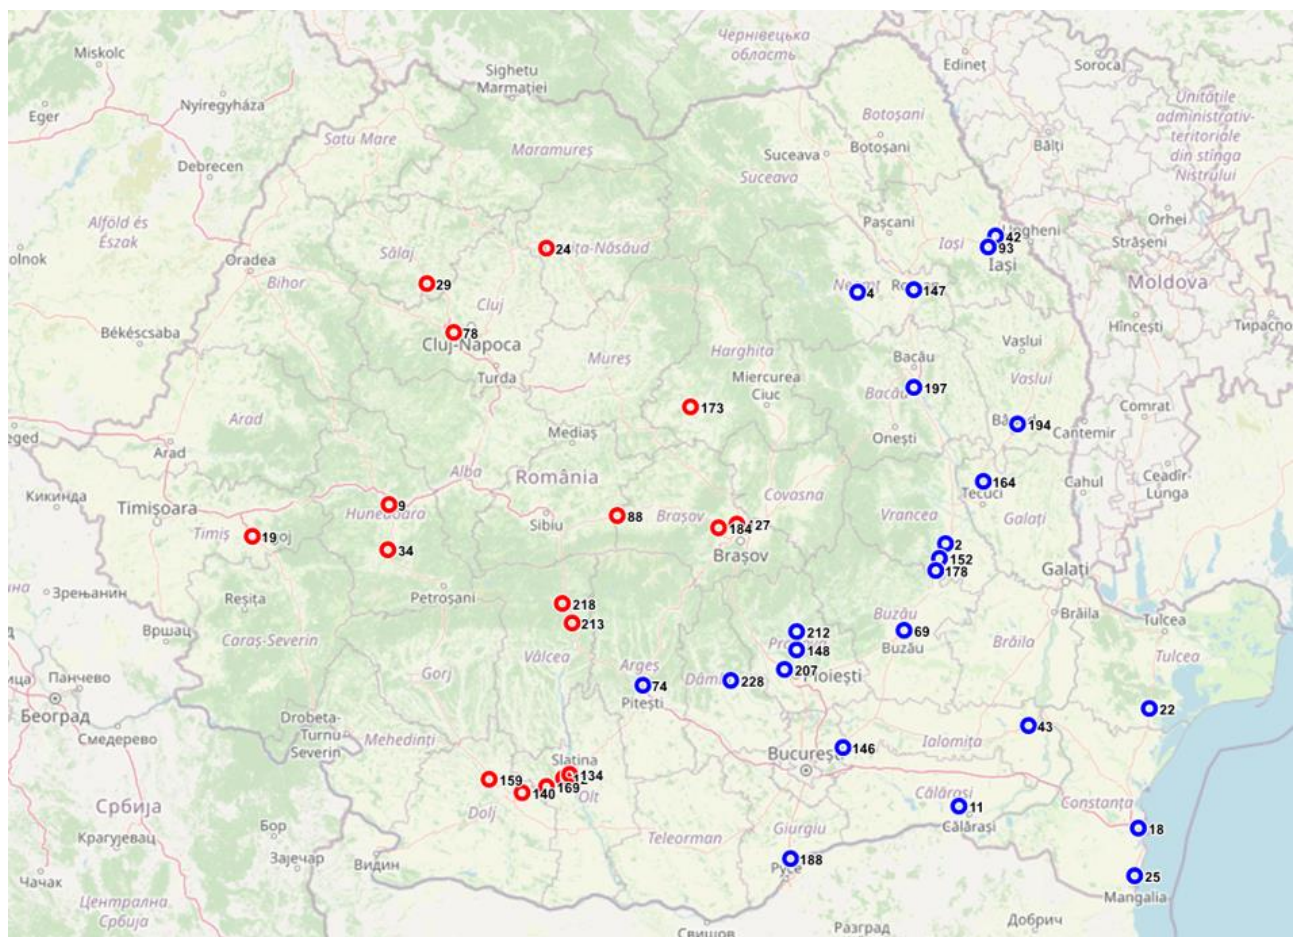 Чернівецька
область
Miskolc
Edineț
Soroca
Sighetu
Marmației
Nyíregyháza
Eger
Unitățile
administrativ-
teritoriale
din stînga
Nistrului
Satu Mare
Botoșani
Bălți
Maramureș
Suceava
Botoșani
Debrecen
Suceava
Alföld és
Észak
Pașcani
Orhei
Ungheni
42
Iași
Strășeni
93
Iași
24
Sălaj
Oradea
Bihor
29
Cluj
4
147
Moldova
Békéscsaba
78
Cluj-Napoca
Hîncești
Vaslui
Mureș
Harghita
Bacău
Turda
Miercurea
Ciuc
Vaslui
197
Bacău
173
Comrat
Arad
194
Cantemir
Onești
Mediaș
Arad
Alba
România
Ceadîr-
Lunga
164
Tecuci
Cahul
Кикинда
Timișoara
9
Hunedoara
Covasna
Vrancea
Galați
Sibiu
88
Brașov
127
184
Timiș
19
2
34
Brașov
152
178
Galați
Зрењанин
Reșița
Petroșani
218
Buzău
Brăila
Tulcea
213
212
69
Вршац
Caraș-Severin
Vâlcea
148
Buzău
Brăila
Tulcea
Argeș
Gorj
207
228
74
Панчево
Pitești
22
Београд
Drobeta-
Turnu
Severin
43
Смедерево
Mehedinți
146
Ialomița
București
Slatina
134
159
169
140
Olt
Călărași
Србија
Dolj
11
Constanța
Călărași
18
Бор
Крагујевац
Teleorman
Giurgiu
Зајечар
Видин
188
Русе
25
Чачак
Mangalia
Централна
Србија
Свищов
Разград
Добрич